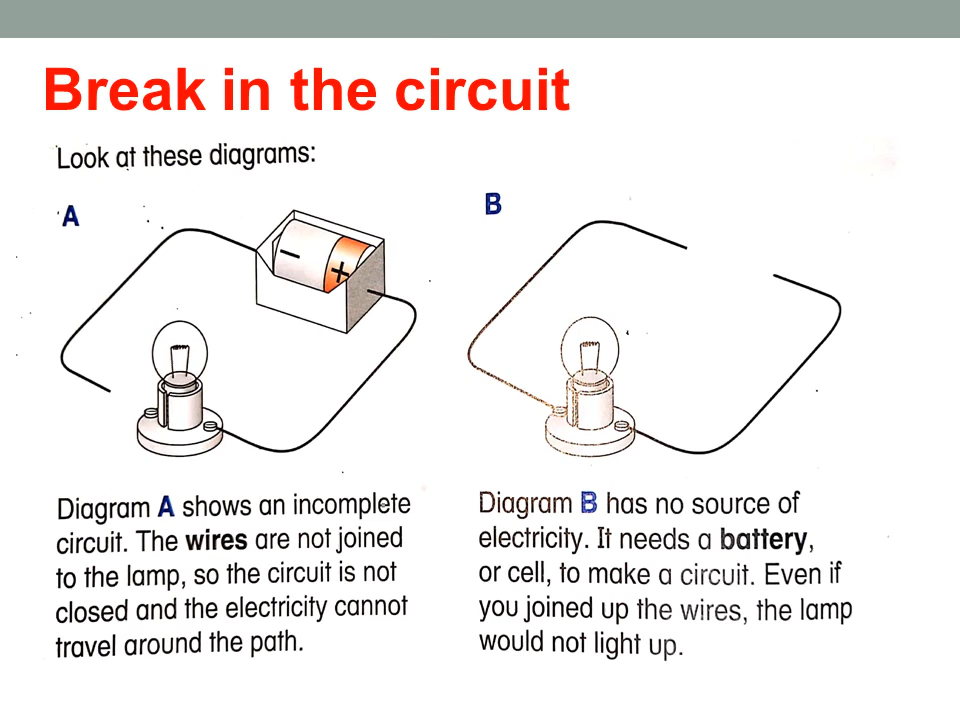 Break in the circuit
Look at these diagrams:
A
B
−
+
Diagram A shows an incomplete
circuit. The wires are not joined
to the lamp, so the circuit is not
closed and the electricity cannot
travel around the path.
Diagram B has no source of
electricity. It needs a battery,
or cell, to make a circuit. Even if
you joined up the wires, the lamp
would not light up.